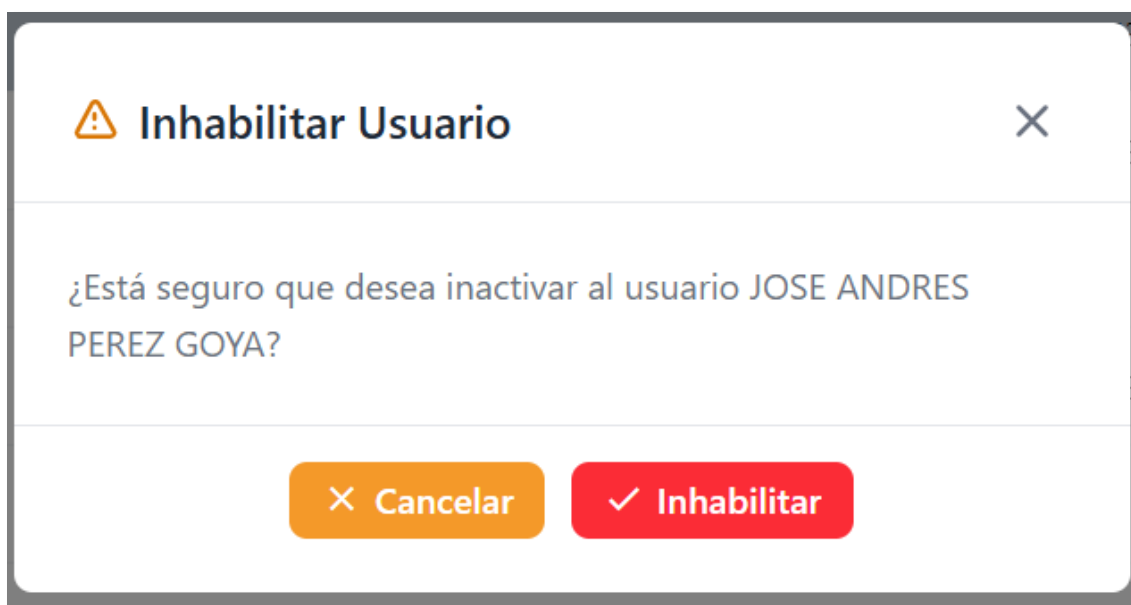 Inhabilitar Usuario
¿Está seguro que desea inactivar al usuario JOSE ANDRES
PEREZ GOYA?
Cancelar
Inhabilitar